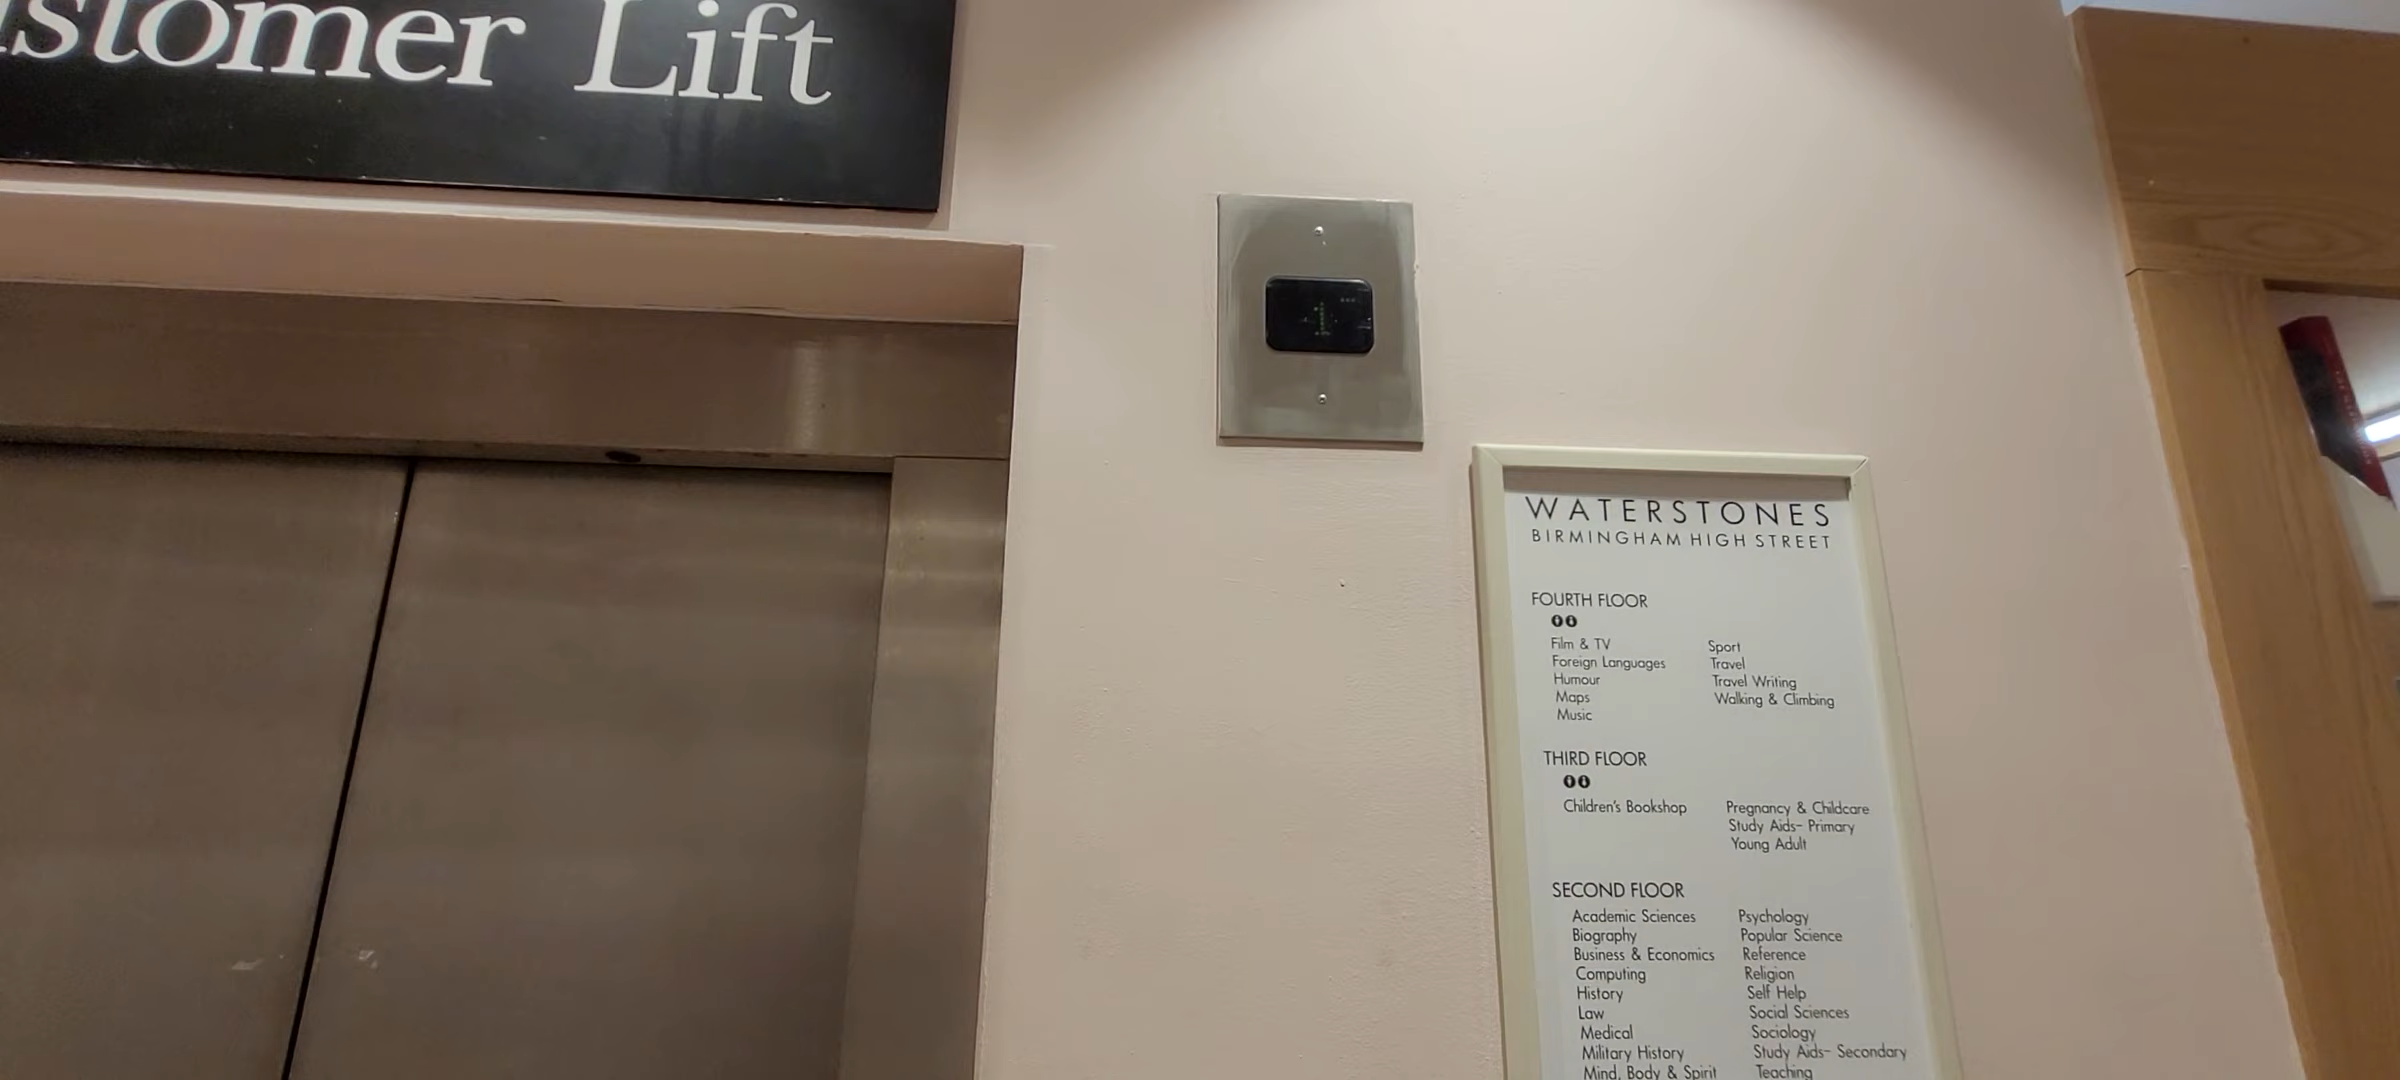 stomer Lift
1
WATERSTONES
BIRMINGHAM HIGH STREET
FOURTH FLOOR
Film & TV
Foreign Languages
Humour
Maps
Music
Sport
Travel
Travel Writing
Walking & Climbing
THIRD FLOOR
Children's Bookshop
Pregnancy & Childcare
Study Aids- Primary
Young Adult
SECOND FLOOR
Academic Sciences
Biography
Business & Economics
Computing
History
Law
Medical
Military History
Mind, Body & Spirit
Psychology
Popular Science
Reference
Religion
Self Help
Social Sciences
Sociology
Study Aids- Secondary
Teaching